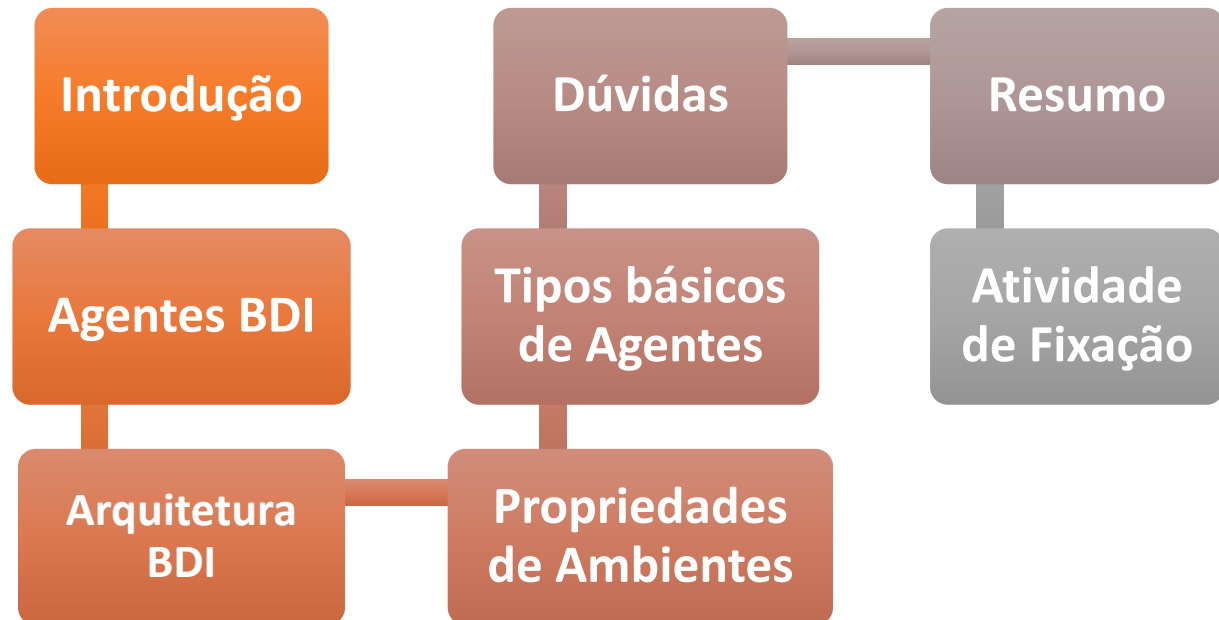 Introdução
Agentes BDI
Arquitetura
BDI
Propriedades
de Ambientes
Tipos básicos
de Agentes
Dúvidas
Resumo
Atividade
de Fixação